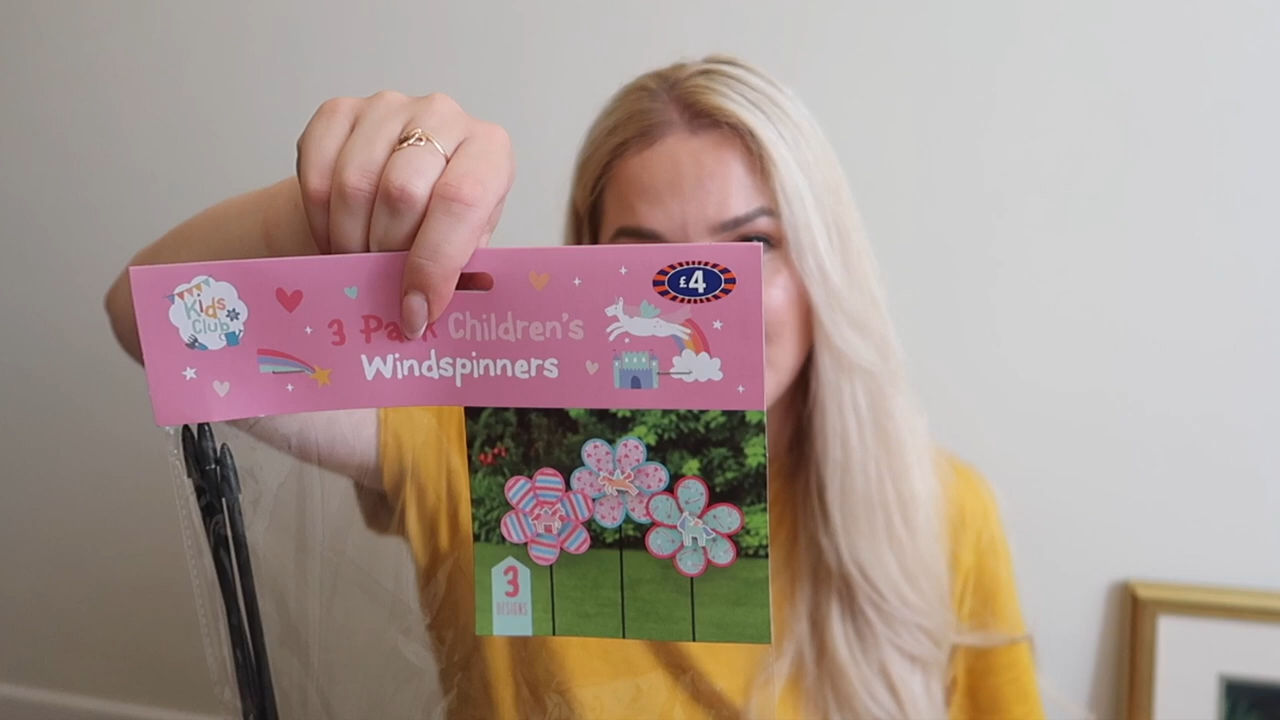 Kids
Club
£4
3 Pack Children's
Windspinners
3
DESIGNS